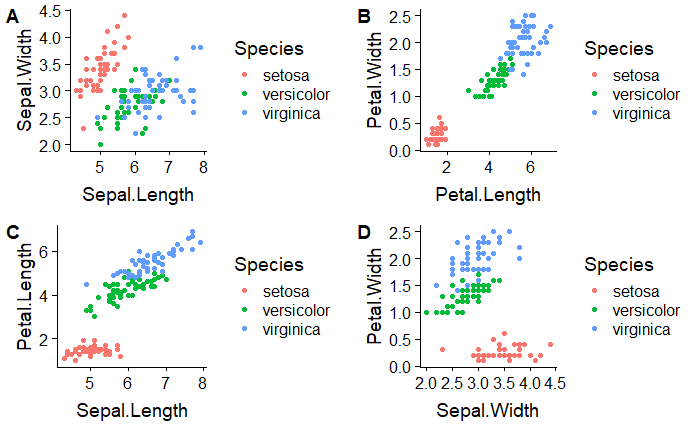 A
Sepal.Width
4.5
4.0
3.5
3.0
2.5
2.0
5
6
7
8
Sepal.Length
Species
setosa
versicolor
virginica
B
Petal.Width
2.5
2.0
1.5
1.0
0.5
0.0
2
4
6
Petal.Length
Species
setosa
versicolor
virginica
C
Petal.Length
6
4
2
5
6
7
8
Sepal.Length
Species
setosa
versicolor
virginica
D
Petal.Width
2.5
2.0
1.5
1.0
0.5
0.0
2.0
2.5
3.0
3.5
4.0
4.5
Sepal.Width
Species
setosa
versicolor
virginica